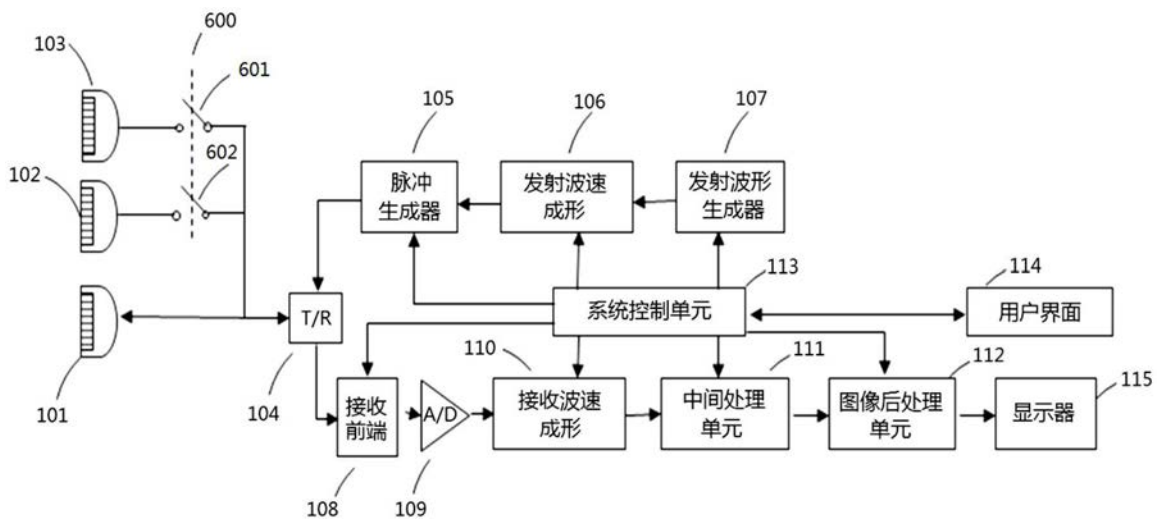 600
103
601
105
106
107
602
102
脉冲
生成器
发射波速
成形
发射波形
生成器
113
114
T/R
系统控制单元
用户界面
110
111
112
115
101
104
接收
前端
A/D
接收波速
成形
中间处理
单元
图像后处理
单元
显示器
108
109